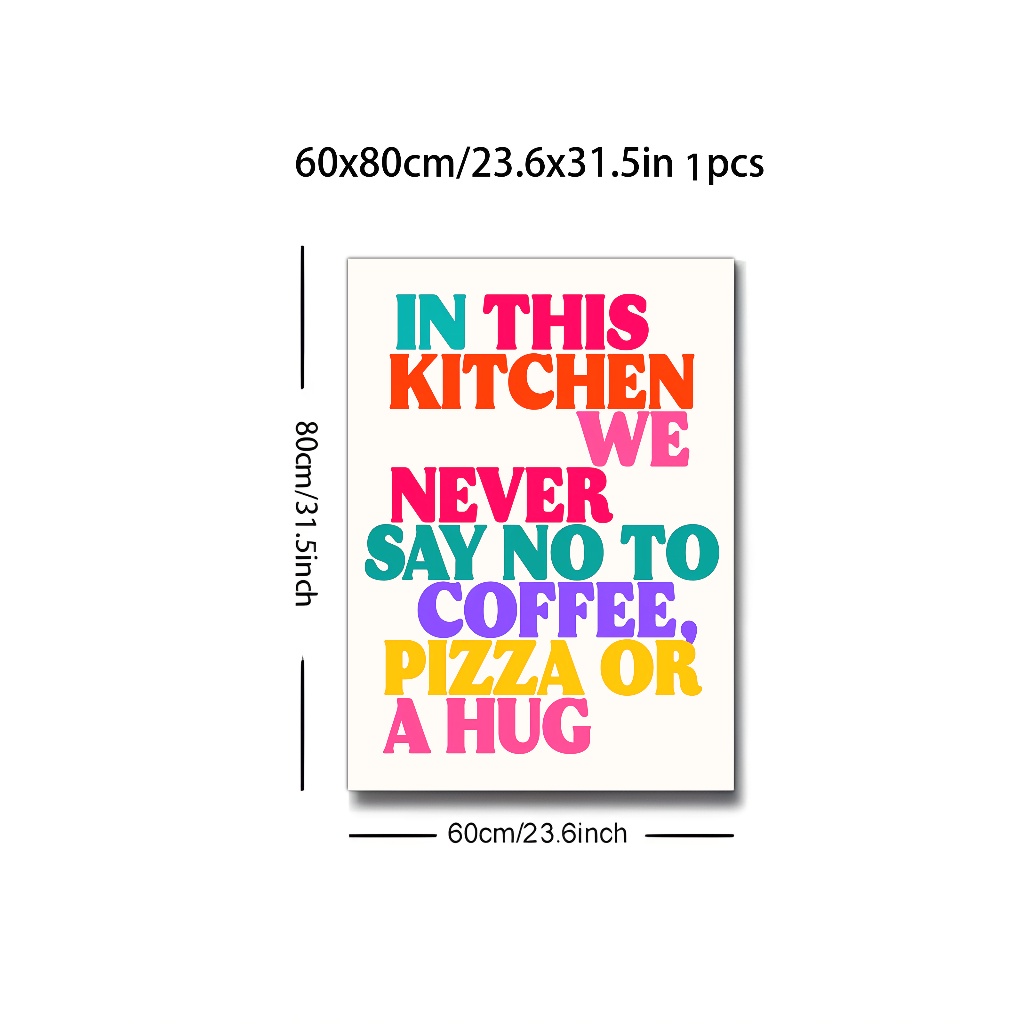 60x80cm/23.6x31.5in 1pcs
80cm/31.5inch
IN THIS
KITCHEN
WE
NEVER
SAY NO TO
COFFEE,
PIZZA OR
A HUG
60cm/23.6inch